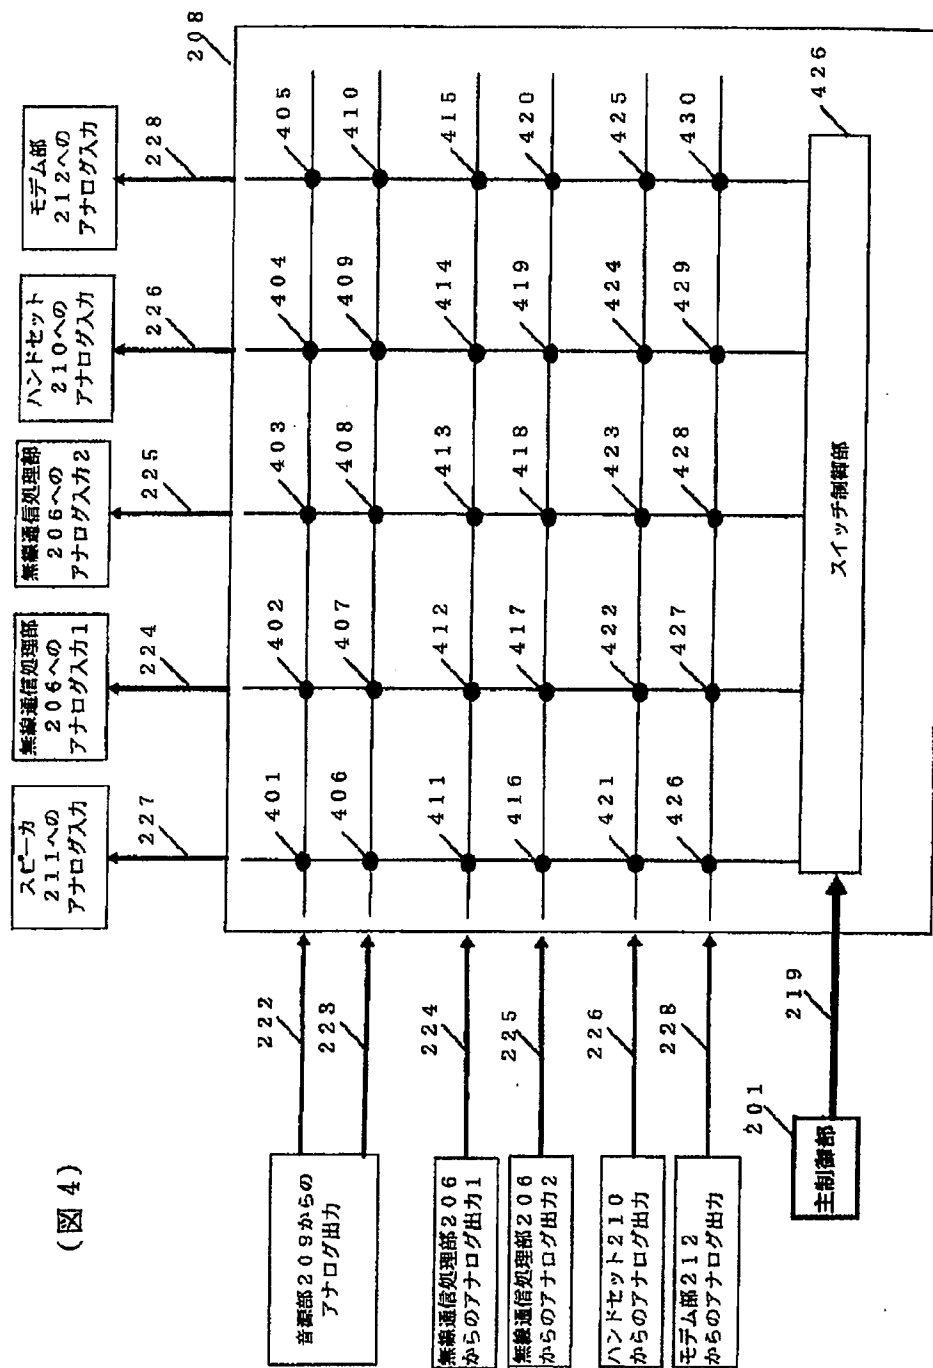 (図4)
スピーカ
211への
アナログ入力
無線通信処理部
206への
アナログ入力1
無線通信処理部
206への
アナログ入力2
ハンドセット
210への
アナログ入力
モデム部
212への
アナログ入力
227
224
225
226
228
208
音源部209からの
アナログ出力
222
223
401
402
403
404
405
406
407
408
409
410
無線通信処理部206
からのアナログ出力1
224
411
412
413
414
415
無線通信処理部206
からのアナログ出力2
225
416
417
418
419
420
ハンドセット210
からのアナログ出力
226
421
422
423
424
425
モデム部212
からのアナログ出力
228
426
427
428
429
430
主制御部
201
219
スイッチ制御部
426